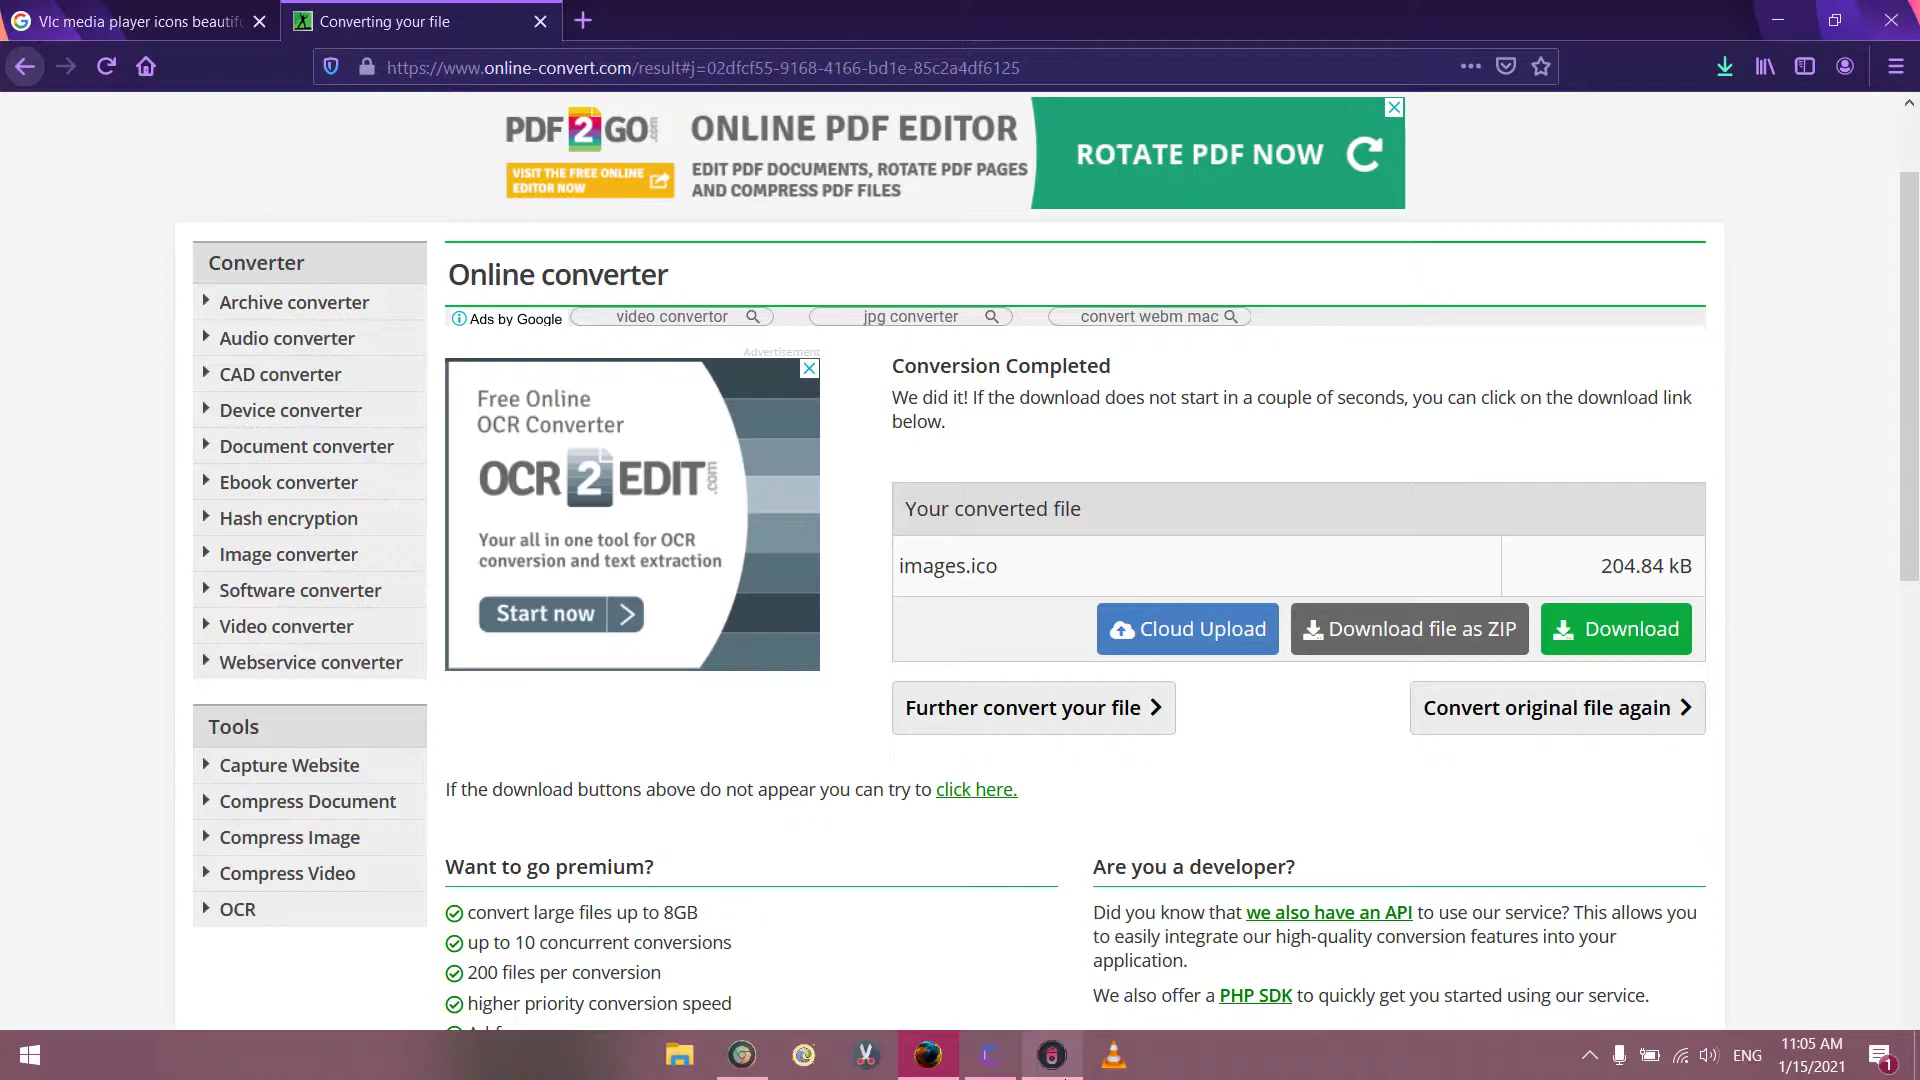 Vlc media player icons beautifu
Converting your file
https://www.online-convert.com/result#j=02dfcf55-9168-4166-bd1e-85c2a4df6125
PDF2GO.com
VISIT THE FREE ONLINE
EDITOR NOW
ONLINE PDF EDITOR
EDIT PDF DOCUMENTS, ROTATE PDF PAGES
AND COMPRESS PDF FILES
ROTATE PDF NOW
Converter
Archive converter
Audio converter
CAD converter
Device converter
Document converter
Ebook converter
Hash encryption
Image converter
Software converter
Video converter
Webservice converter
Tools
Capture Website
Compress Document
Compress Image
Compress Video
OCR
Online converter
Ads by Google
video convertor
jpg converter
convert webm mac
Advertisement
Free Online
OCR Converter
OCR2EDIT.com
Your all in one tool for OCR
conversion and text extraction
Start now
Conversion Completed
We did it! If the download does not start in a couple of seconds, you can click on the download link
below.
Your converted file
images.ico
204.84 kB
Cloud Upload
Download file as ZIP
Download
Further convert your file
Convert original file again
If the download buttons above do not appear you can try to click here.
Want to go premium?
convert large files up to 8GB
up to 10 concurrent conversions
200 files per conversion
higher priority conversion speed
Are you a developer?
Did you know that we also have an API to use our service? This allows you
to easily integrate our high-quality conversion features into your
application.
We also offer a PHP SDK to quickly get you started using our service.
ENG
11:05 AM
1/15/2021
1